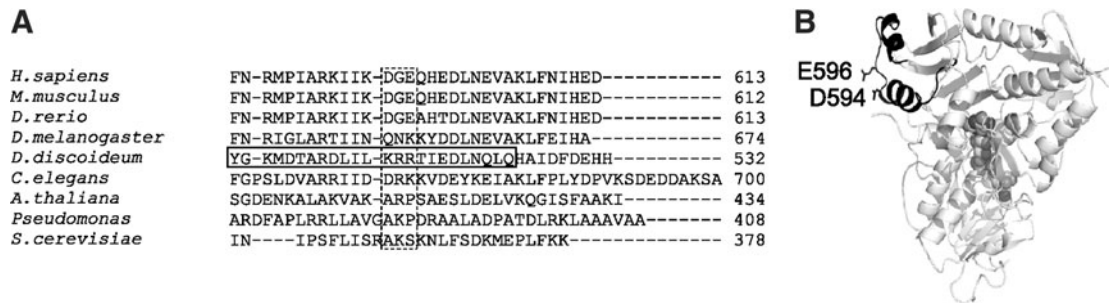 A
B
H.sapiens FN-RMPIARKIIK-DGEQHEDLNEVAKLFNIHED------------ 613
M.musculus FN-RMPIARKIIK-DGEQHEDLNEVAKLFNIHED------------ 612
D.rerio FN-RMPIARKIIK-DGEAHTDLNEVAKLFNIHED------------ 613
D.melanogaster FN-RIGLARTIIN-QNKKYDDLNEVAKLFEIHA------------- 674
D.discoideum YG-KMDTARDLIL-KRRTIEDLNQLQHAIDFDEHH----------- 532
C.elegans FGPSLDVARRIID-DRKKVDEYKEIAKLFPLYDPVKSDEDDAKSA 700
A.thaliana SGDENKALAKVAK-ARPSAESLDELVKQGISFAAKI---------- 434
Pseudomonas ARDFAPLRRLLAVGAKPDRAALADPATDLRKLAAAVAA-------- 408
S.cerevisiae IN----IPSFLISRAKSKNLFSDKMEPLFKK--------------- 378
E596
D594